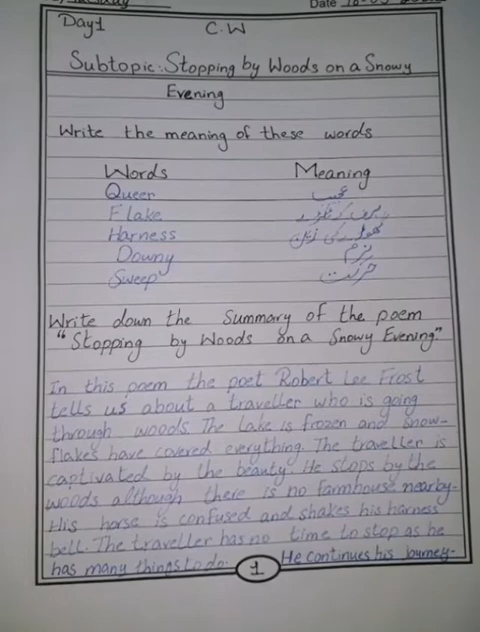 Date
Day1 C.W
Subtopic: Stopping by Woods on a Snowy
Evening
Write the meaning of these words
Words Meaning
Queer عجیب
Flake برف کے
Harness گھوڑے کی زین
Downy نرم
Sweep حرکت
Write down the Summary of the poem
"Stopping by Woods on a Snowy Evening."
In this poem the poet Robert Lee Frost
tells us about a traveller who is going
through woods. The lake is frozen and snow-
flakes have covered everything. The traveller is
captivated by the beauty. He stops by the
woods although there is no farmhouse nearby.
His horse is confused and shakes his harness
bell. The traveller has no time to stop as he
has many things to do. He continues his journey-
1